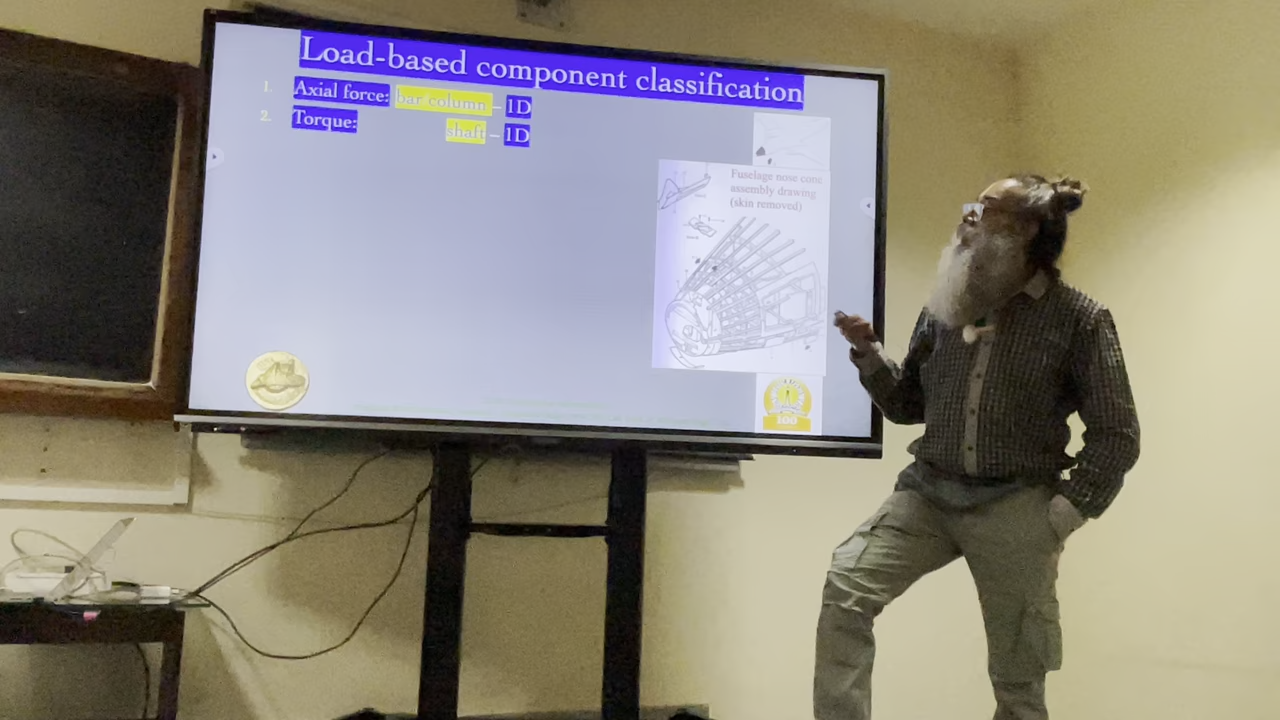 Load-based component classification
1. Axial force: bar column – 1D
2. Torque: shaft – 1D
Fuselage nose cone
assembly drawing
(skin removed)
100